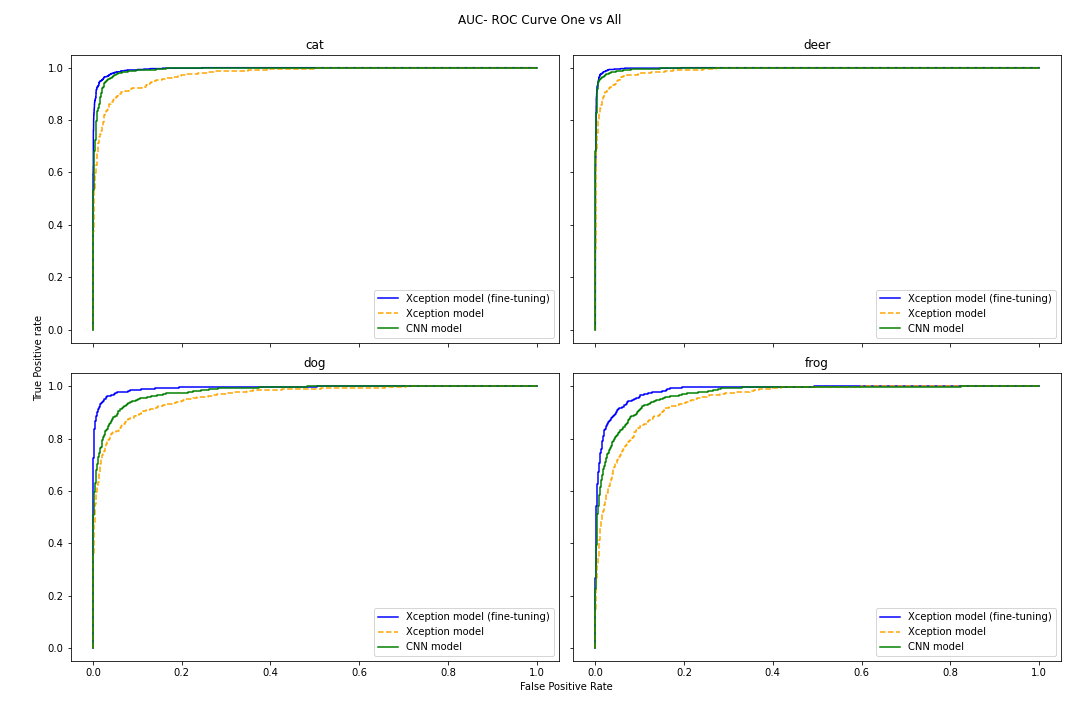 AUC- ROC Curve One vs All
cat
deer
1.0
0.8
0.6
0.4
0.2
0.0
Xception model (fine-tuning)
Xception model
CNN model
Xception model (fine-tuning)
Xception model
CNN model
True Positive rate
dog
frog
1.0
0.8
0.6
0.4
0.2
0.0
Xception model (fine-tuning)
Xception model
CNN model
Xception model (fine-tuning)
Xception model
CNN model
0.0 0.2 0.4 0.6 0.8 1.0
0.0 0.2 0.4 0.6 0.8 1.0
False Positive Rate